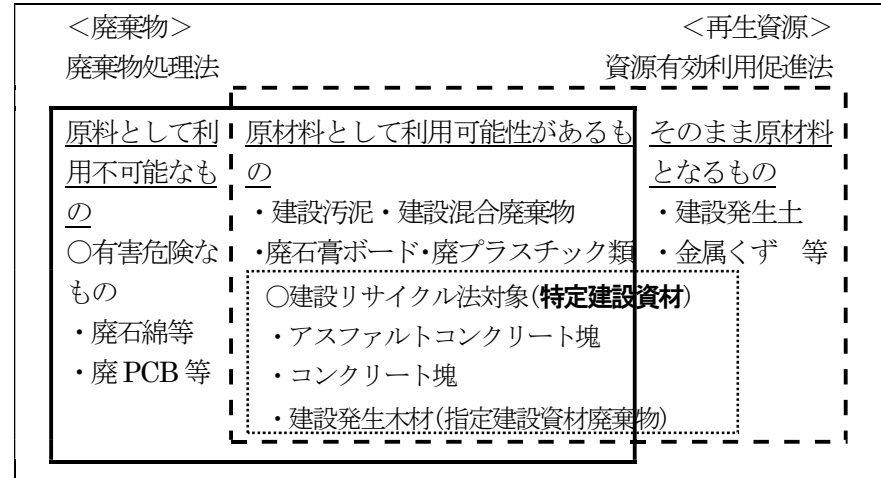 ＜廃棄物＞
廃棄物処理法
＜再生資源＞
資源有効利用促進法
原料として利
用不可能なも
の
○有害危険な
もの
・廃石綿等
・廃 PCB 等
原材料として利用可能性があるも
の
・建設汚泥・建設混合廃棄物
・廃石膏ボード・廃プラスチック類
○建設リサイクル法対象(特定建設資材)
・アスファルトコンクリート塊
・コンクリート塊
・建設発生木材(指定建設資材廃棄物)
そのまま原材料
となるもの
・建設発生土
・金属くず　等